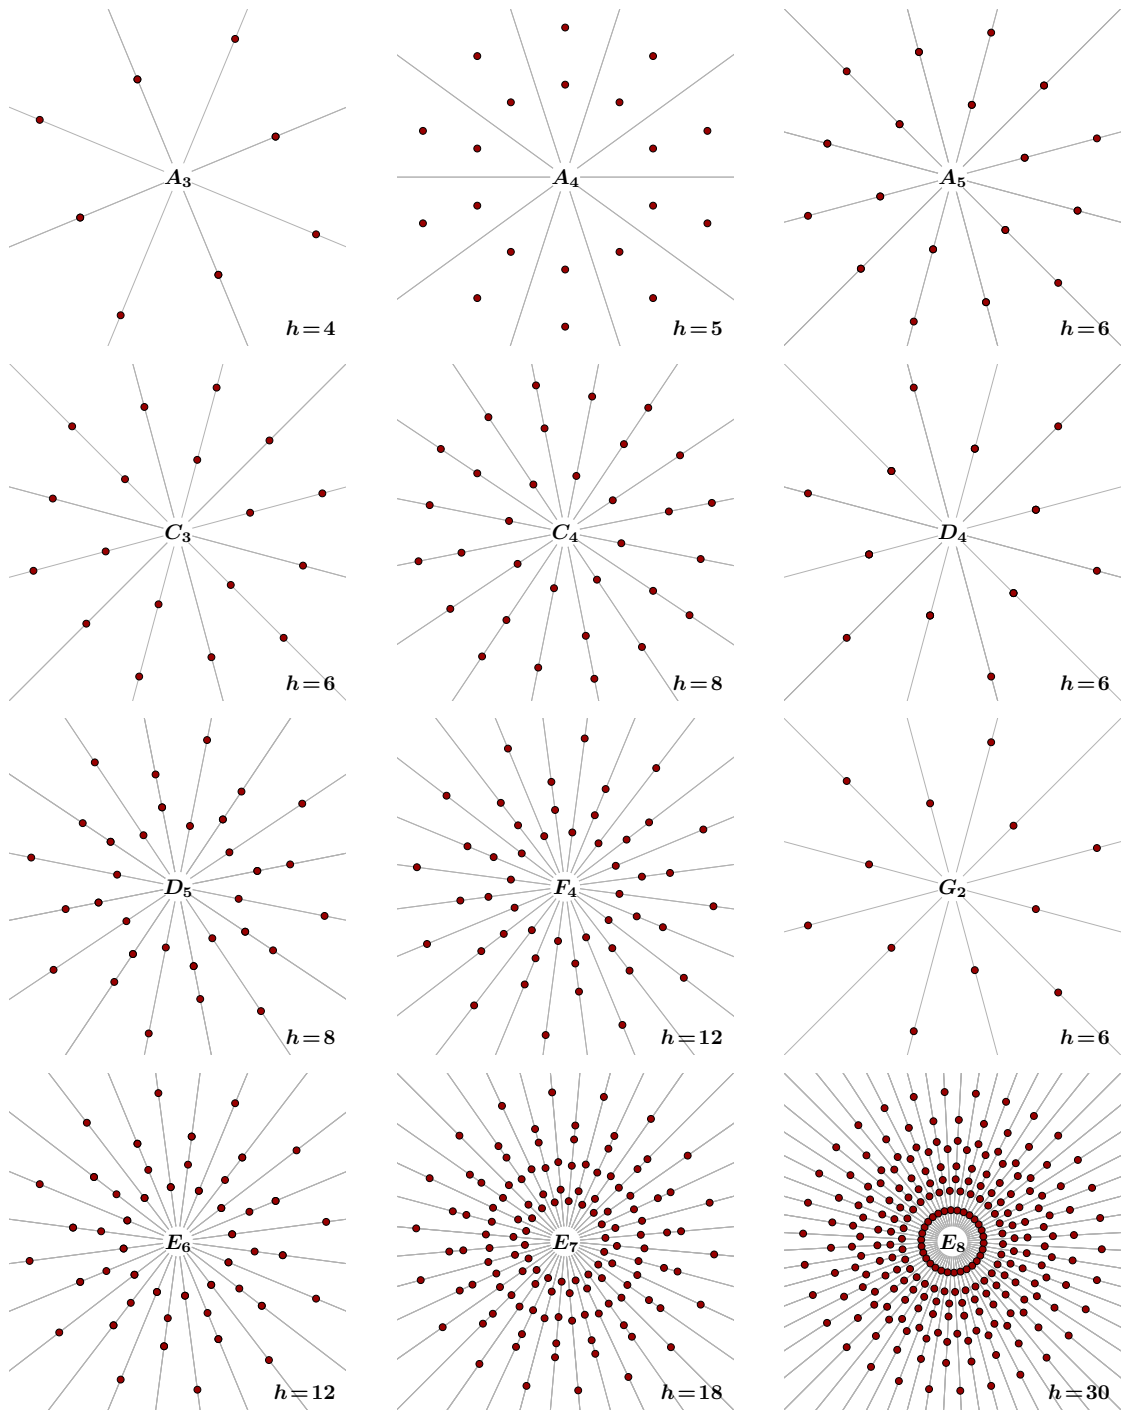 A₃
h=4
A₄
h=5
A₅
h=6
C₃
h=6
C₄
h=8
D₄
h=6
D₅
h=8
F₄
h=12
G₂
h=6
E₆
h=12
E₇
h=18
E₈
h=30